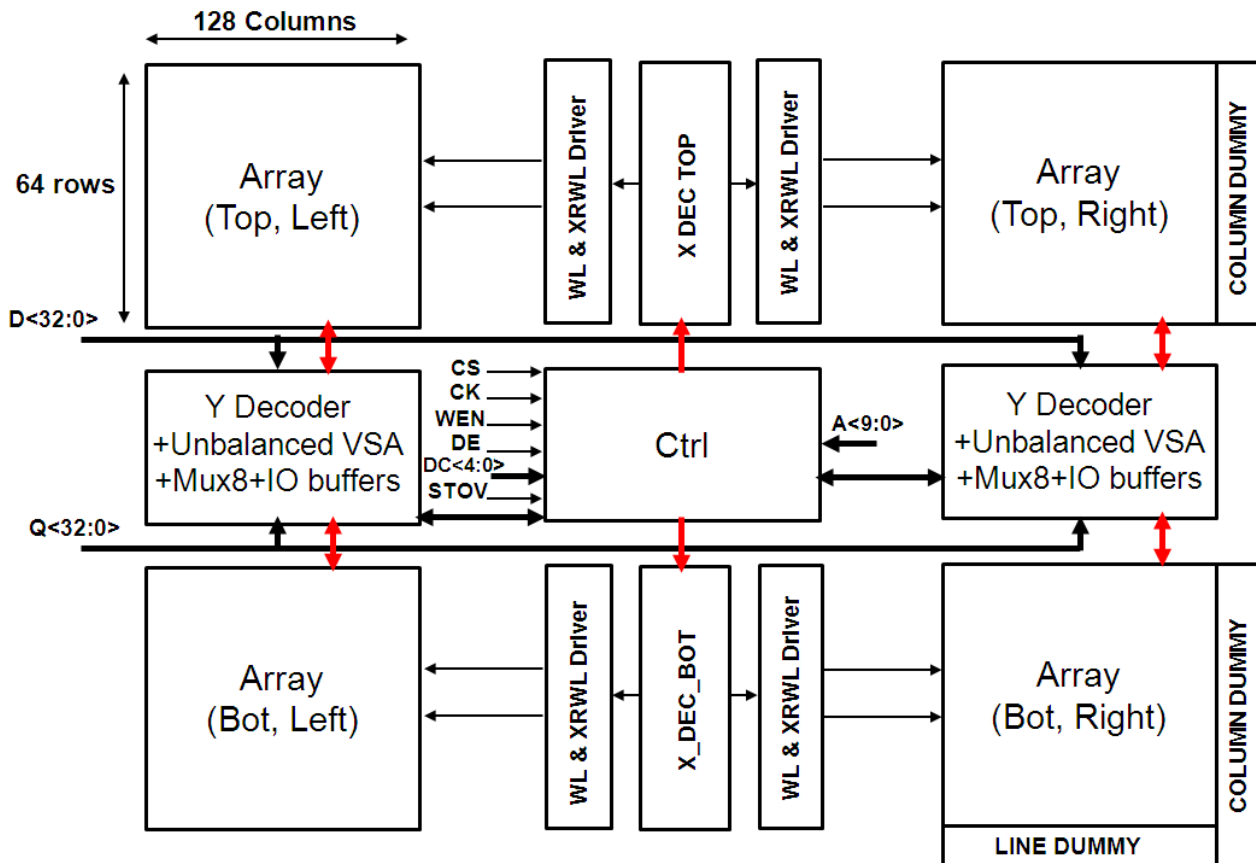 128 Columns
64 rows
Array
(Top, Left)
WL & XRWL Driver
X DEC TOP
WL & XRWL Driver
Array
(Top, Right)
COLUMN DUMMY
D<32:0>
Y Decoder
+Unbalanced VSA
+Mux8+IO buffers
CS
CK
WEN
DE
DC<4:0>
STOV
Ctrl
A<9:0>
Y Decoder
+Unbalanced VSA
+Mux8+IO buffers
Q<32:0>
Array
(Bot, Left)
WL & XRWL Driver
X_DEC_BOT
WL & XRWL Driver
Array
(Bot, Right)
COLUMN DUMMY
LINE DUMMY